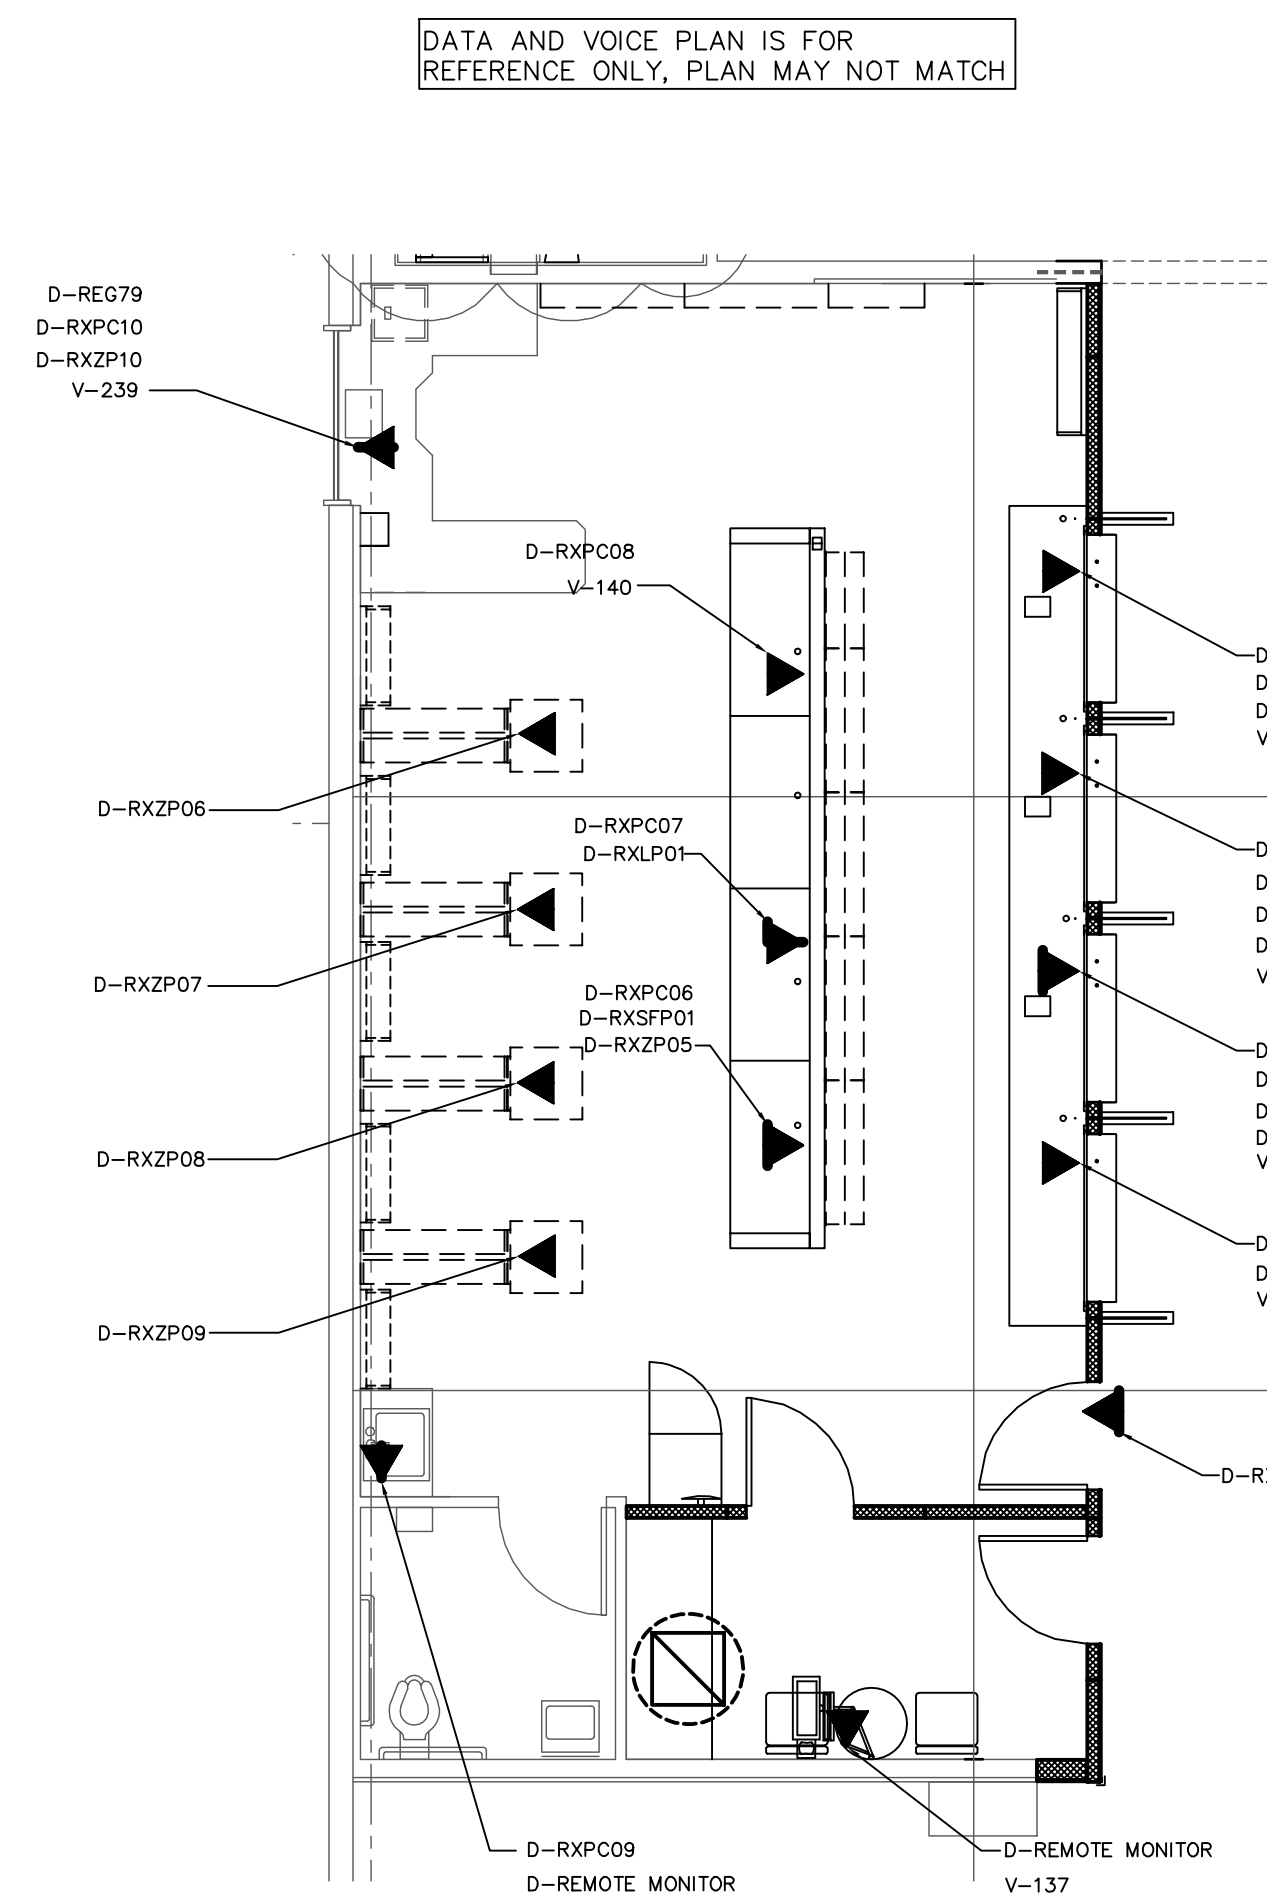 DATA AND VOICE PLAN IS FOR
REFERENCE ONLY, PLAN MAY NOT MATCH
D-REG79
D-RXPC10
D-RXZP10
V-239
D-RXPC08
V-140
D
D
D
V
D-RXZP06
D-RXPC07
D-RXLP01
D
D
D
D
V
D-RXZP07
D-RXPC06
D-RXSFP01
D-RXZP05
D
D
D
D
V
D-RXZP08
D
D
V
D-RXZP09
D-RX
D-RXPC09
D-REMOTE MONITOR
D-REMOTE MONITOR
V-137